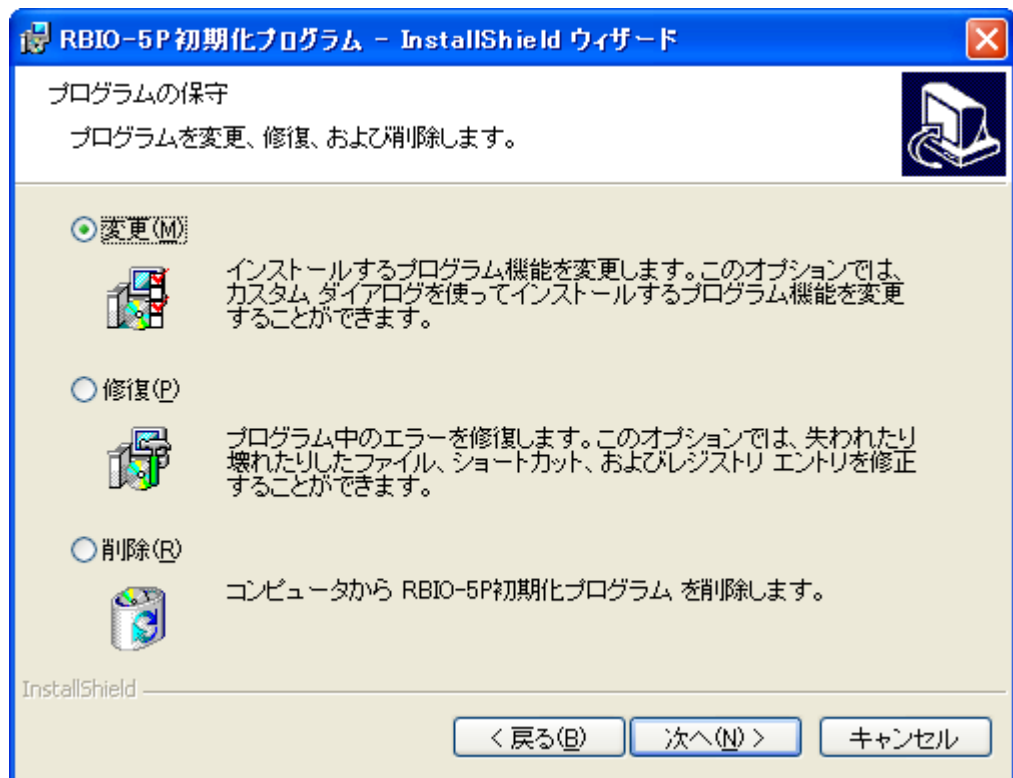 RBIO-5P初期化プログラム - InstallShield ウィザード
プログラムの保守
プログラムを変更、修復、および削除します。
変更(M)
インストールするプログラム機能を変更します。このオプションでは、
カスタム ダイアログを使ってインストールするプログラム機能を変更
することができます。
修復(P)
プログラム中のエラーを修復します。このオプションでは、失われたり
壊れたりしたファイル、ショートカット、およびレジストリ エントリを修正
することができます。
削除(R)
コンピュータから RBIO-5P初期化プログラム を削除します。
InstallShield
< 戻る(B)
次へ(N) >
キャンセル